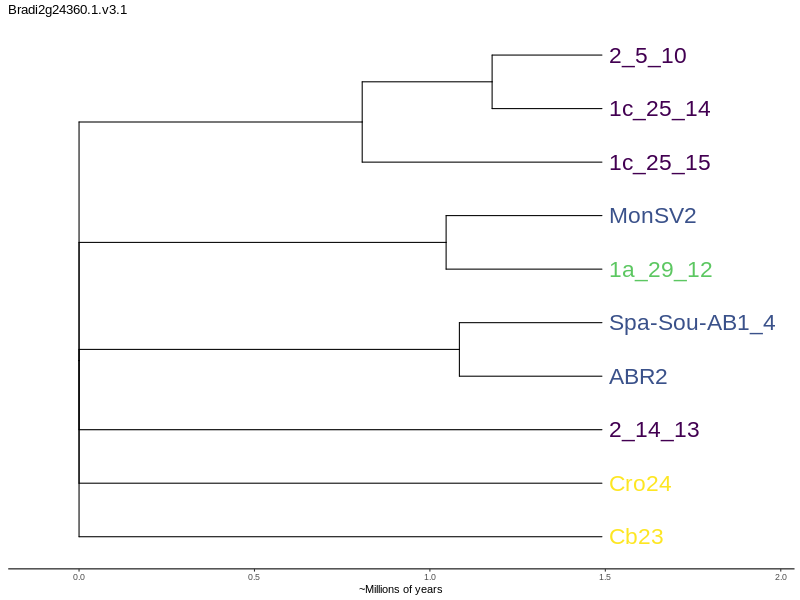 Bradi2g24360.1.v3.1
2_5_10
1c_25_14
1c_25_15
MonSV2
1a_29_12
Spa-Sou-AB1_4
ABR2
2_14_13
Cro24
Cb23
0.0 0.5 1.0 1.5 2.0
~Millions of years